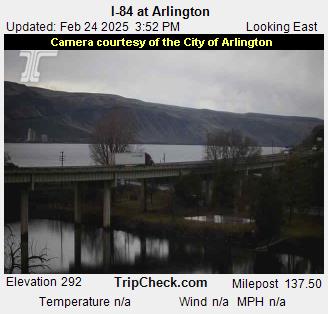 I-84 at Arlington
Updated: Feb 24 2025 3:52 PM Looking East
Camera courtesy of the City of Arlington
Elevation 292 TripCheck.com Milepost 137.50
Temperature n/a Wind n/a MPH n/a